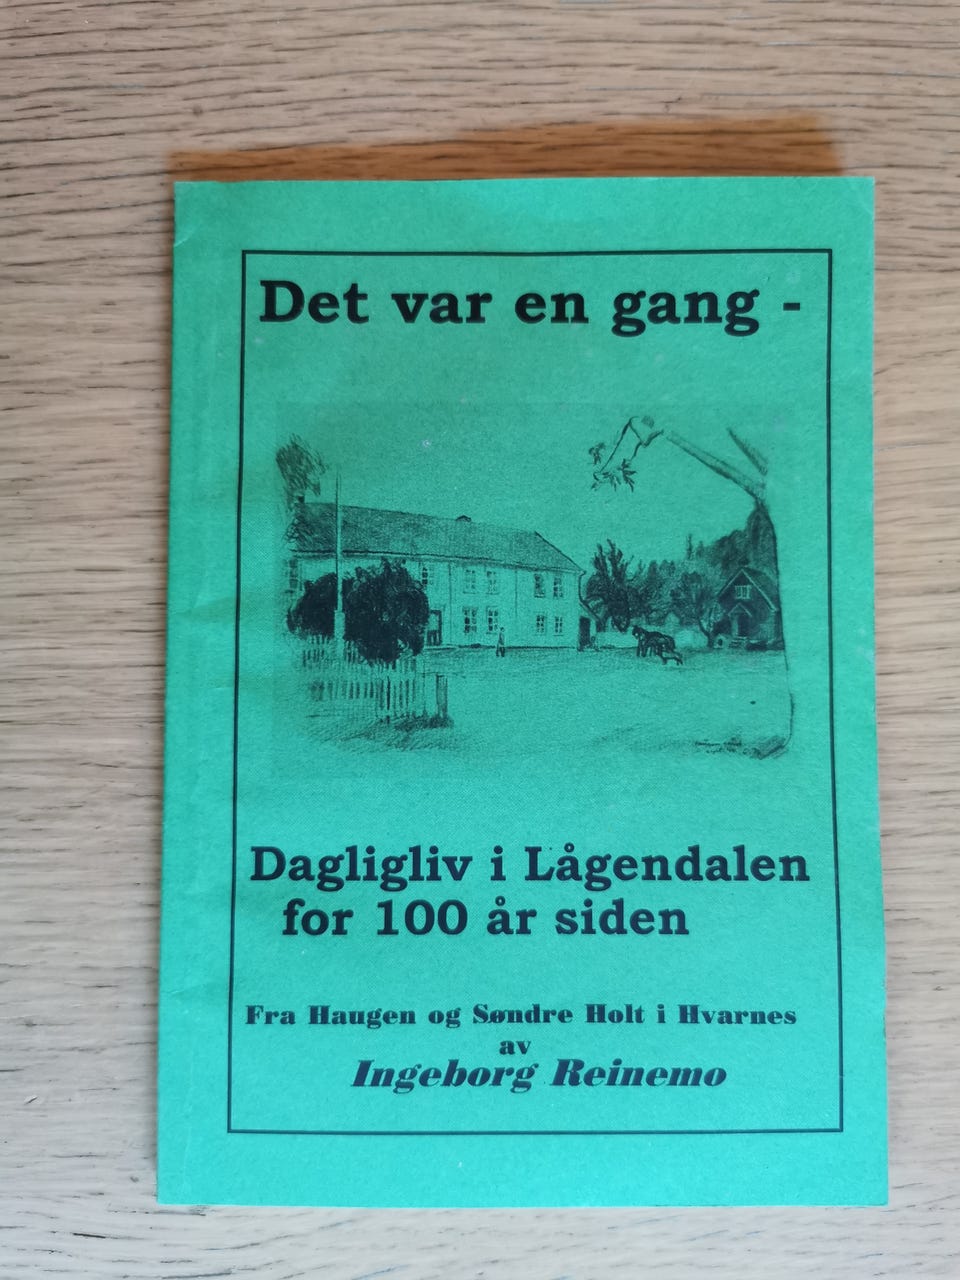 Det var en gang -
Dagligliv i Lågendalen
for 100 år siden
Fra Haugen og Søndre Holt i Hvarnes
av
Ingeborg Reinemo